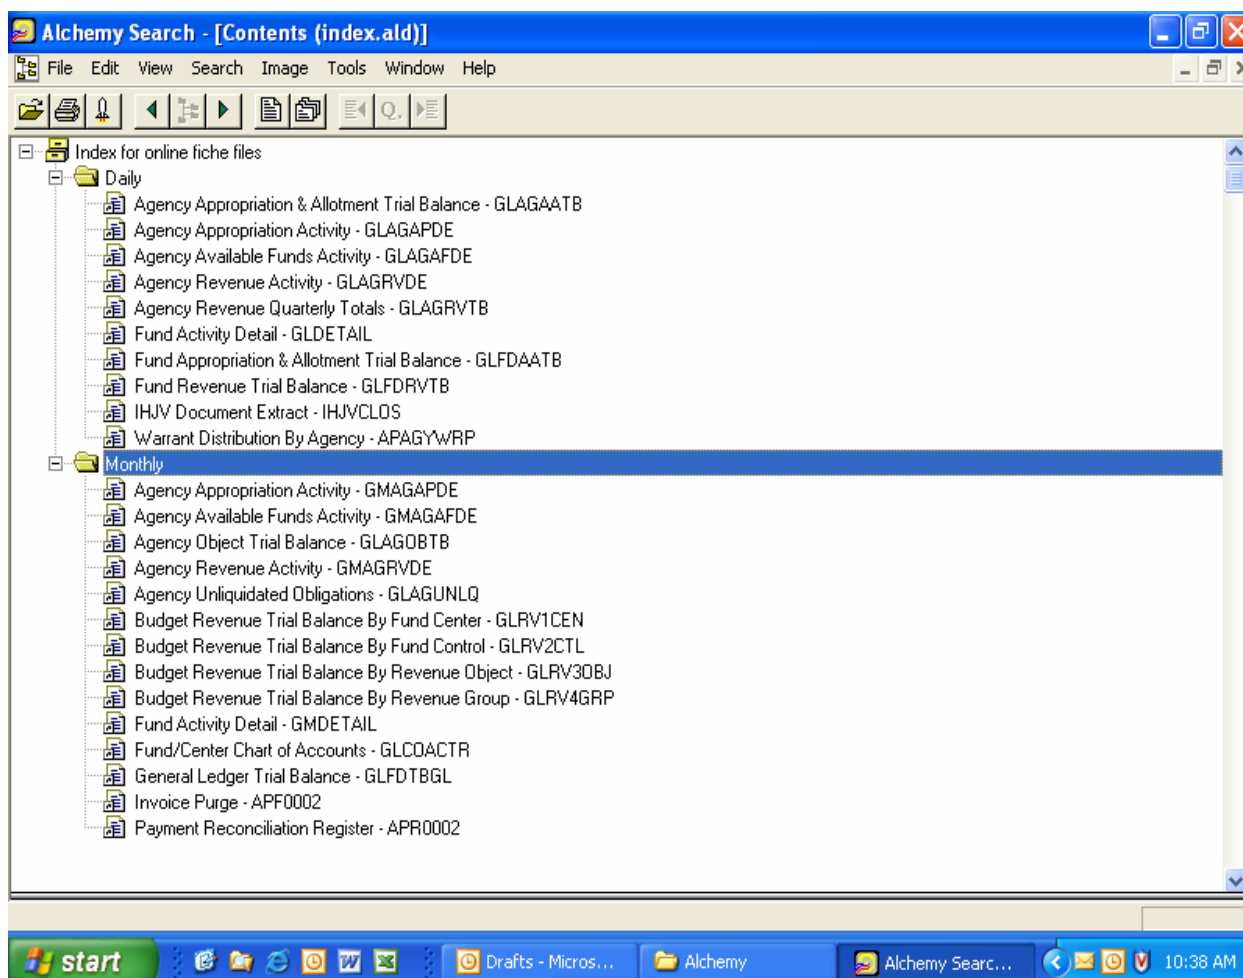 Alchemy Search - [Contents (index.ald)]
File Edit View Search Image Tools Window Help
Q.
Index for online fiche files
Daily
Agency Appropriation & Allotment Trial Balance - GLAGAATB
Agency Appropriation Activity - GLAGAPDE
Agency Available Funds Activity - GLAGAFDE
Agency Revenue Activity - GLAGRVDE
Agency Revenue Quarterly Totals - GLAGRVTB
Fund Activity Detail - GLDETAIL
Fund Appropriation & Allotment Trial Balance - GLFDAATB
Fund Revenue Trial Balance - GLFDRVTB
IHJV Document Extract - IHJVCLOS
Warrant Distribution By Agency - APAGYWRP
Monthly
Agency Appropriation Activity - GMAGAPDE
Agency Available Funds Activity - GMAGAFDE
Agency Object Trial Balance - GLAGOBTB
Agency Revenue Activity - GMAGRVDE
Agency Unliquidated Obligations - GLAGUNLQ
Budget Revenue Trial Balance By Fund Center - GLRV1CEN
Budget Revenue Trial Balance By Fund Control - GLRV2CTL
Budget Revenue Trial Balance By Revenue Object - GLRV3OBJ
Budget Revenue Trial Balance By Revenue Group - GLRV4GRP
Fund Activity Detail - GMDETAIL
Fund/Center Chart of Accounts - GLCOACTR
General Ledger Trial Balance - GLFDTBGL
Invoice Purge - APF0002
Payment Reconciliation Register - APR0002
start Drafts - Micros... Alchemy Alchemy Searc... 10:38 AM